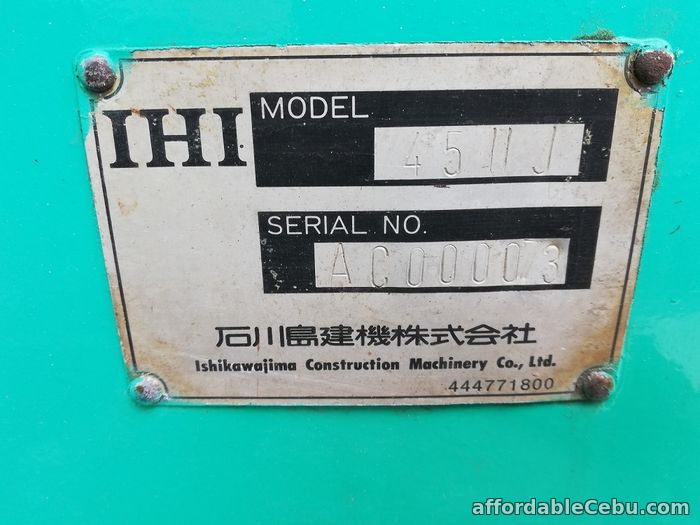 IHI
MODEL
45UJ
SERIAL NO.
AC000073
石川島建機株式会社
Ishikawajima Construction Machinery Co., Ltd.
444771800
affordableCebu.com